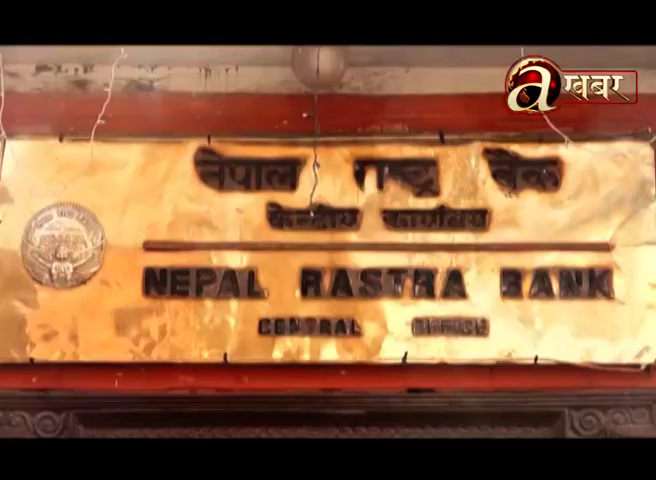 a खबर
नेपाल राष्ट्र बैंक
केन्द्रीय कार्यालय
NEPAL RASTRA BANK
CENTRAL OFFICE